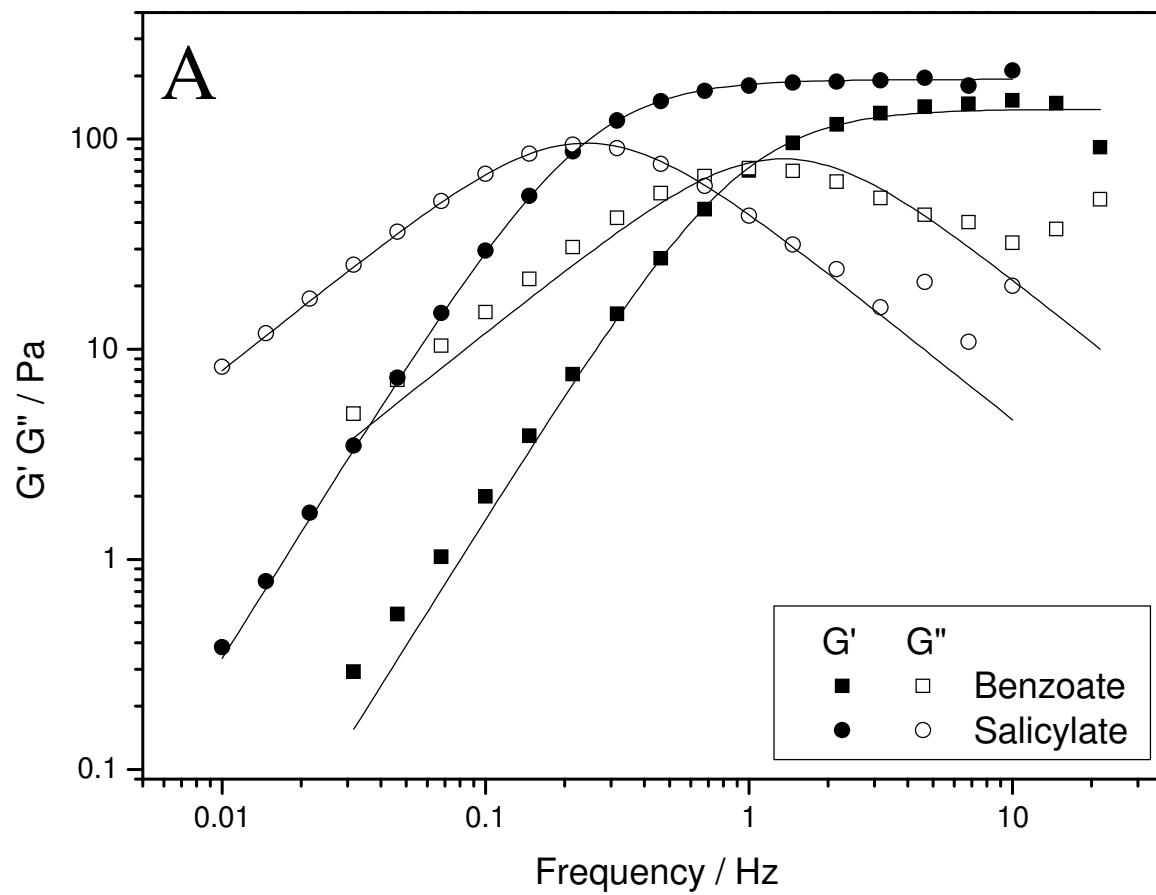 A
100
10
1
0.1
G' G" / Pa
0.01 0.1 1 10
Frequency / Hz
G' G"
Benzoate
Salicylate